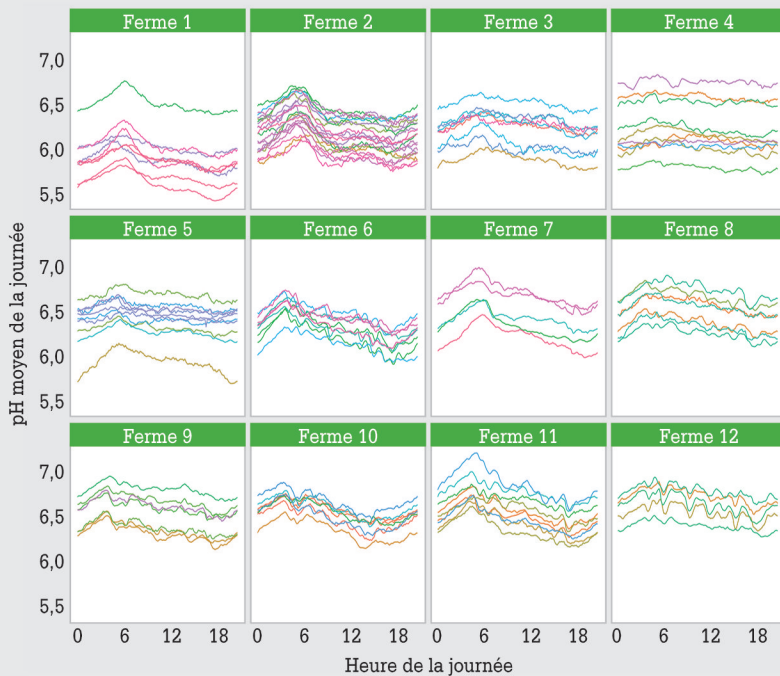 Ferme 1 Ferme 2 Ferme 3 Ferme 4
7,0
6,5
6,0
5,5
Ferme 5 Ferme 6 Ferme 7 Ferme 8
7,0
6,5
6,0
5,5
Ferme 9 Ferme 10 Ferme 11 Ferme 12
7,0
6,5
6,0
5,5
pH moyen de la journée
0 6 12 18 0 6 12 18 0 6 12 18 0 6 12 18
Heure de la journée